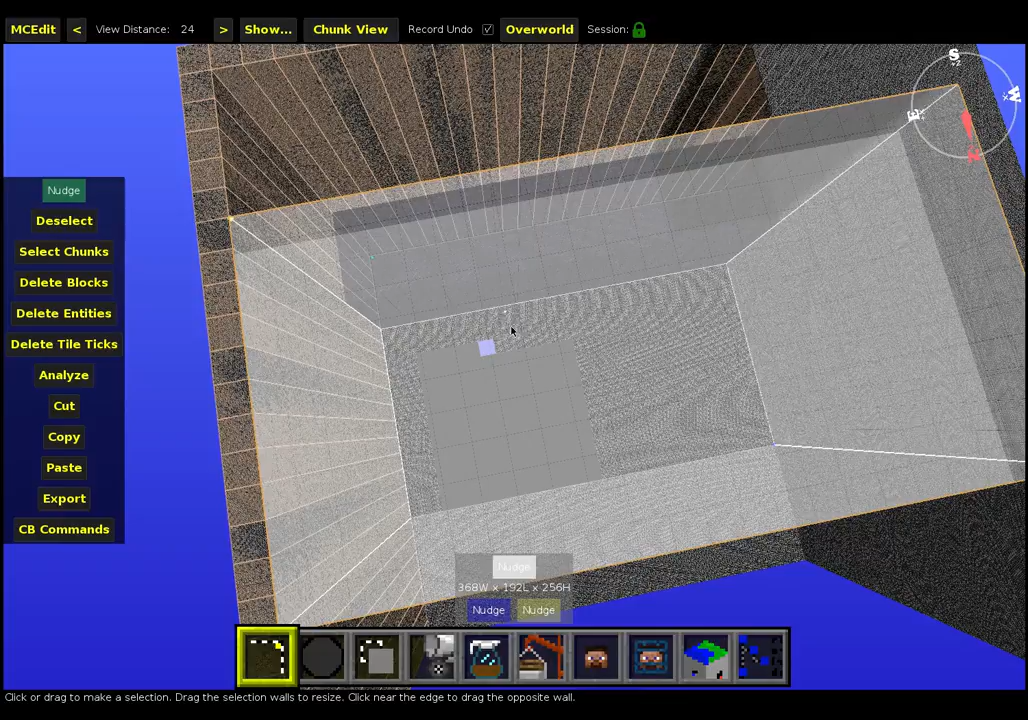 MCEdit < View Distance: 24 > Show... Chunk View Record Undo Overworld Session:
S
W
E
Nudge
Deselect
Select Chunks
Delete Blocks
Delete Entities
Delete Tile Ticks
Analyze
Cut
Copy
Paste
Export
CB Commands
Nudge
368W x 192L x 256H
Nudge Nudge
Click or drag to make a selection. Drag the selection walls to resize. Click near the edge to drag the opposite wall.